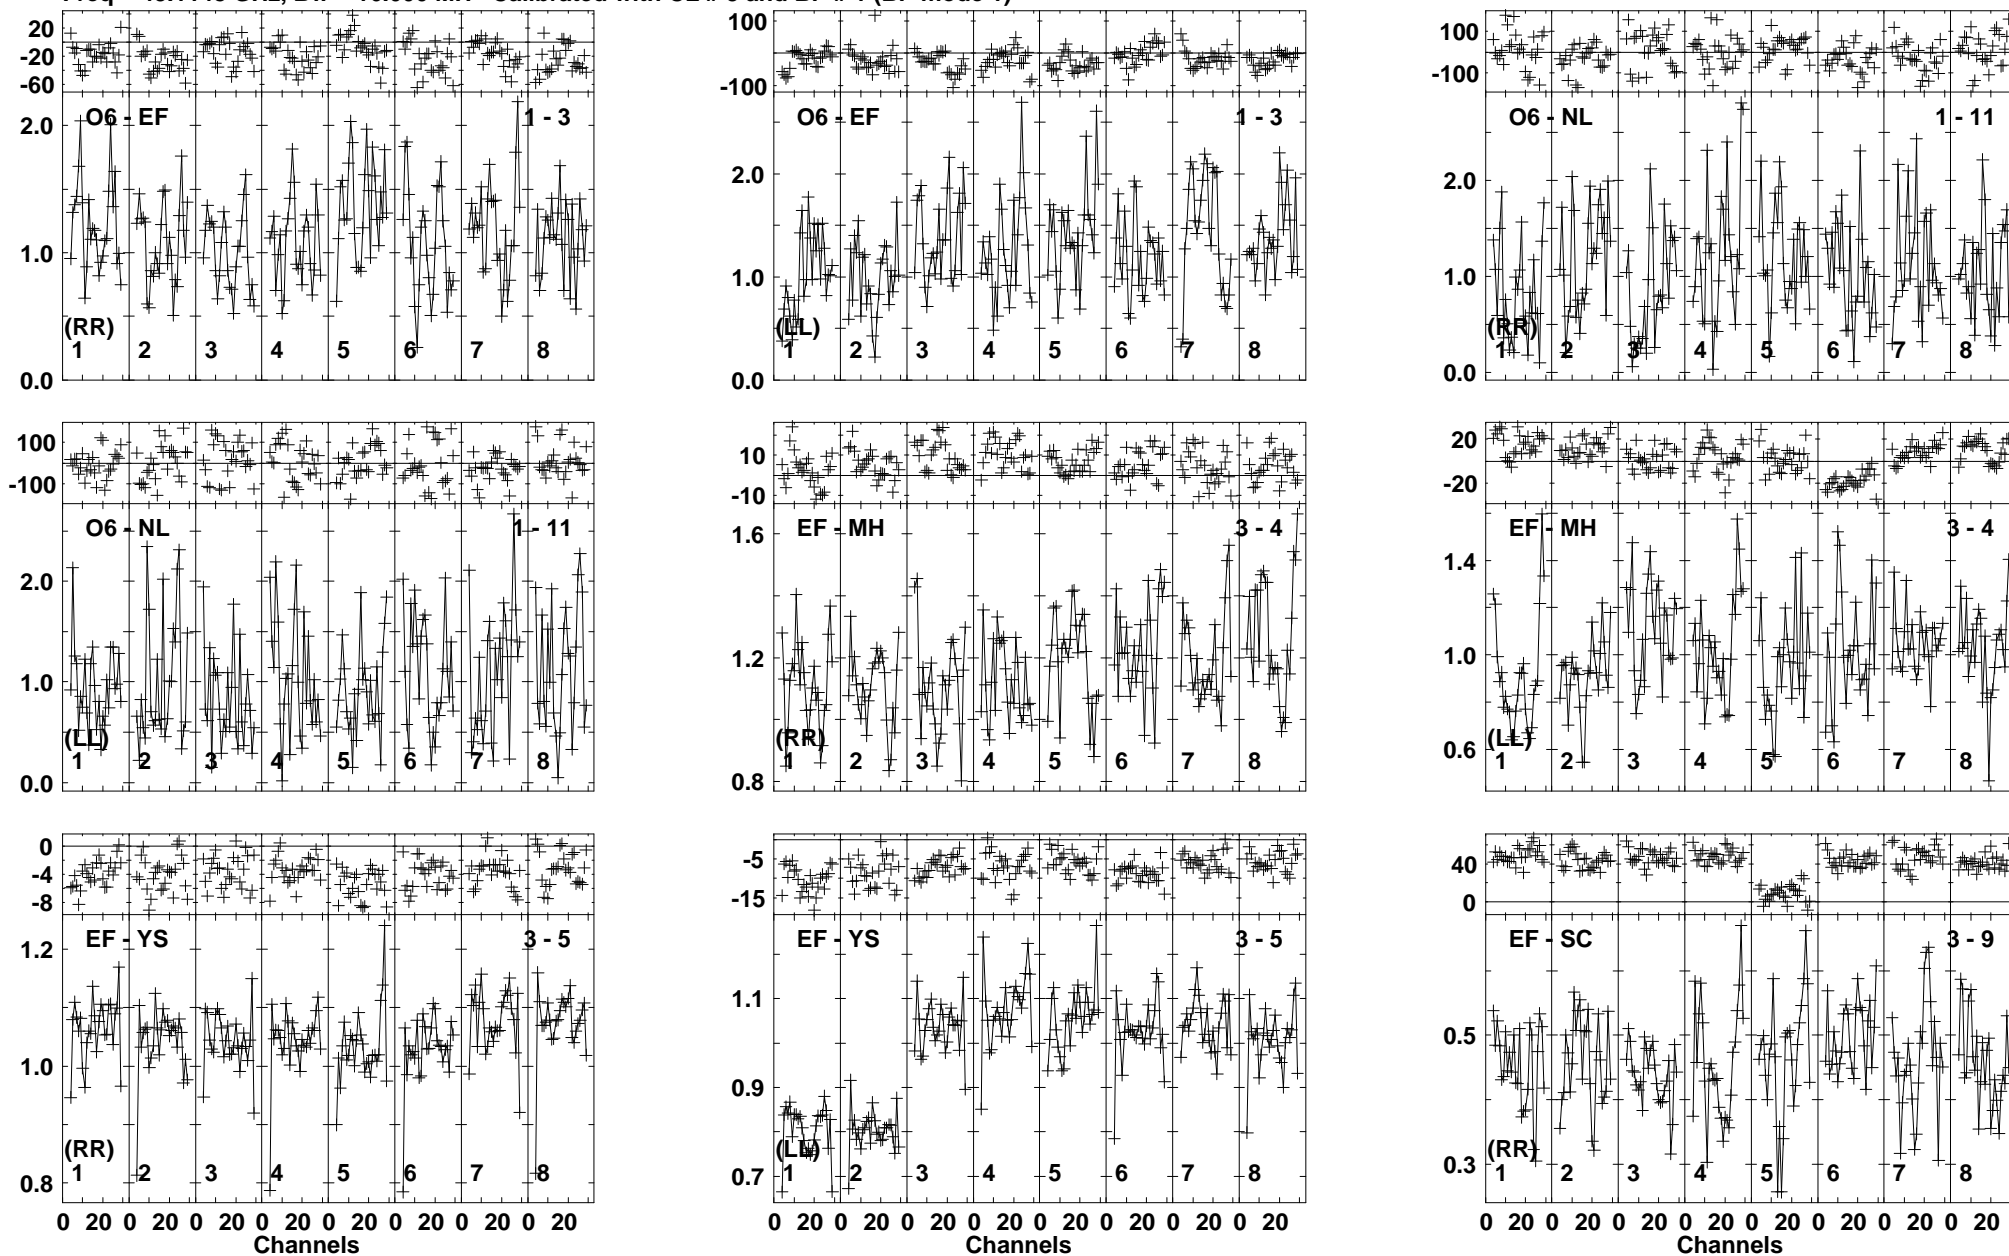 20 0 -20 -60
O6 - EF 1 - 3
2.0 1.0 0.0
(RR)
1 2 3 4 5 6 7 8
100 -100
O6 - EF 1 - 3
2.0 1.0 0.0
(LL)
1 2 3 4 5 6 7 8
100 -100
O6 - NL 1 - 11
2.0 1.0 0.0
(RR)
1 2 3 4 5 6 7 8
100 -100
O6 - NL 1 - 11
2.0 1.0 0.0
(LL)
1 2 3 4 5 6 7 8
10 -10
EF - MH 3 - 4
1.6 1.2 0.8
(RR)
1 2 3 4 5 6 7 8
20 -20
EF - MH 3 - 4
1.4 1.0 0.6
(LL)
1 2 3 4 5 6 7 8
0 -4 -8
EF - YS 3 - 5
1.2 1.0 0.8
(RR)
1 2 3 4 5 6 7 8
0 20 0 20 0 20 0 20 0 20 0 20 0 20 0 20
Channels
-5 -15
EF - YS 3 - 5
1.1 0.9 0.7
(LL)
1 2 3 4 5 6 7 8
0 20 0 20 0 20 0 20 0 20 0 20 0 20 0 20
40 0
EF - SC 3 - 9
0.5 0.3
(RR)
1 2 3 4 5 6 7 8
0 20 0 20 0 20 0 20 0 20 0 20 0 20 0 20
Channels